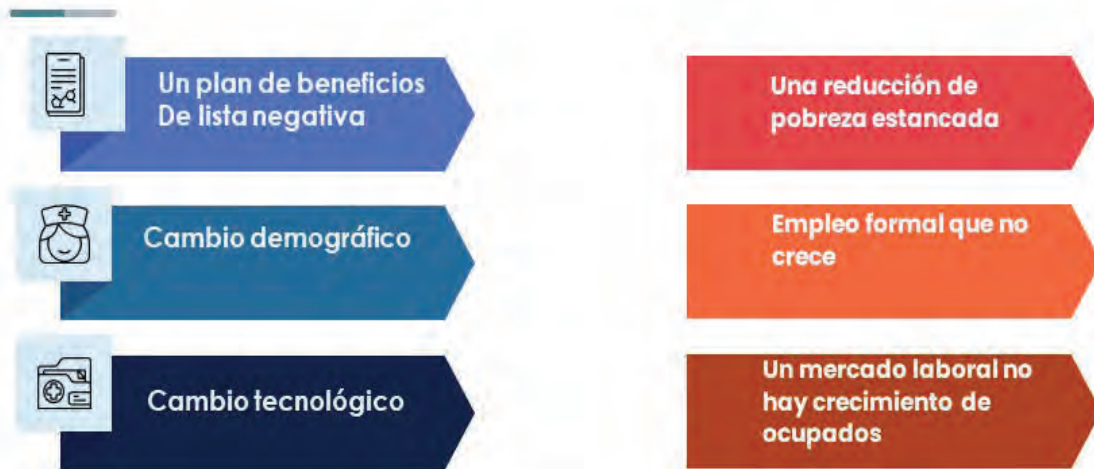 Un plan de beneficios
De lista negativa
Una reducción de
pobreza estancada
Cambio demográfico
Empleo formal que no
crece
Cambio tecnológico
Un mercado laboral no
hay crecimiento de
ocupados